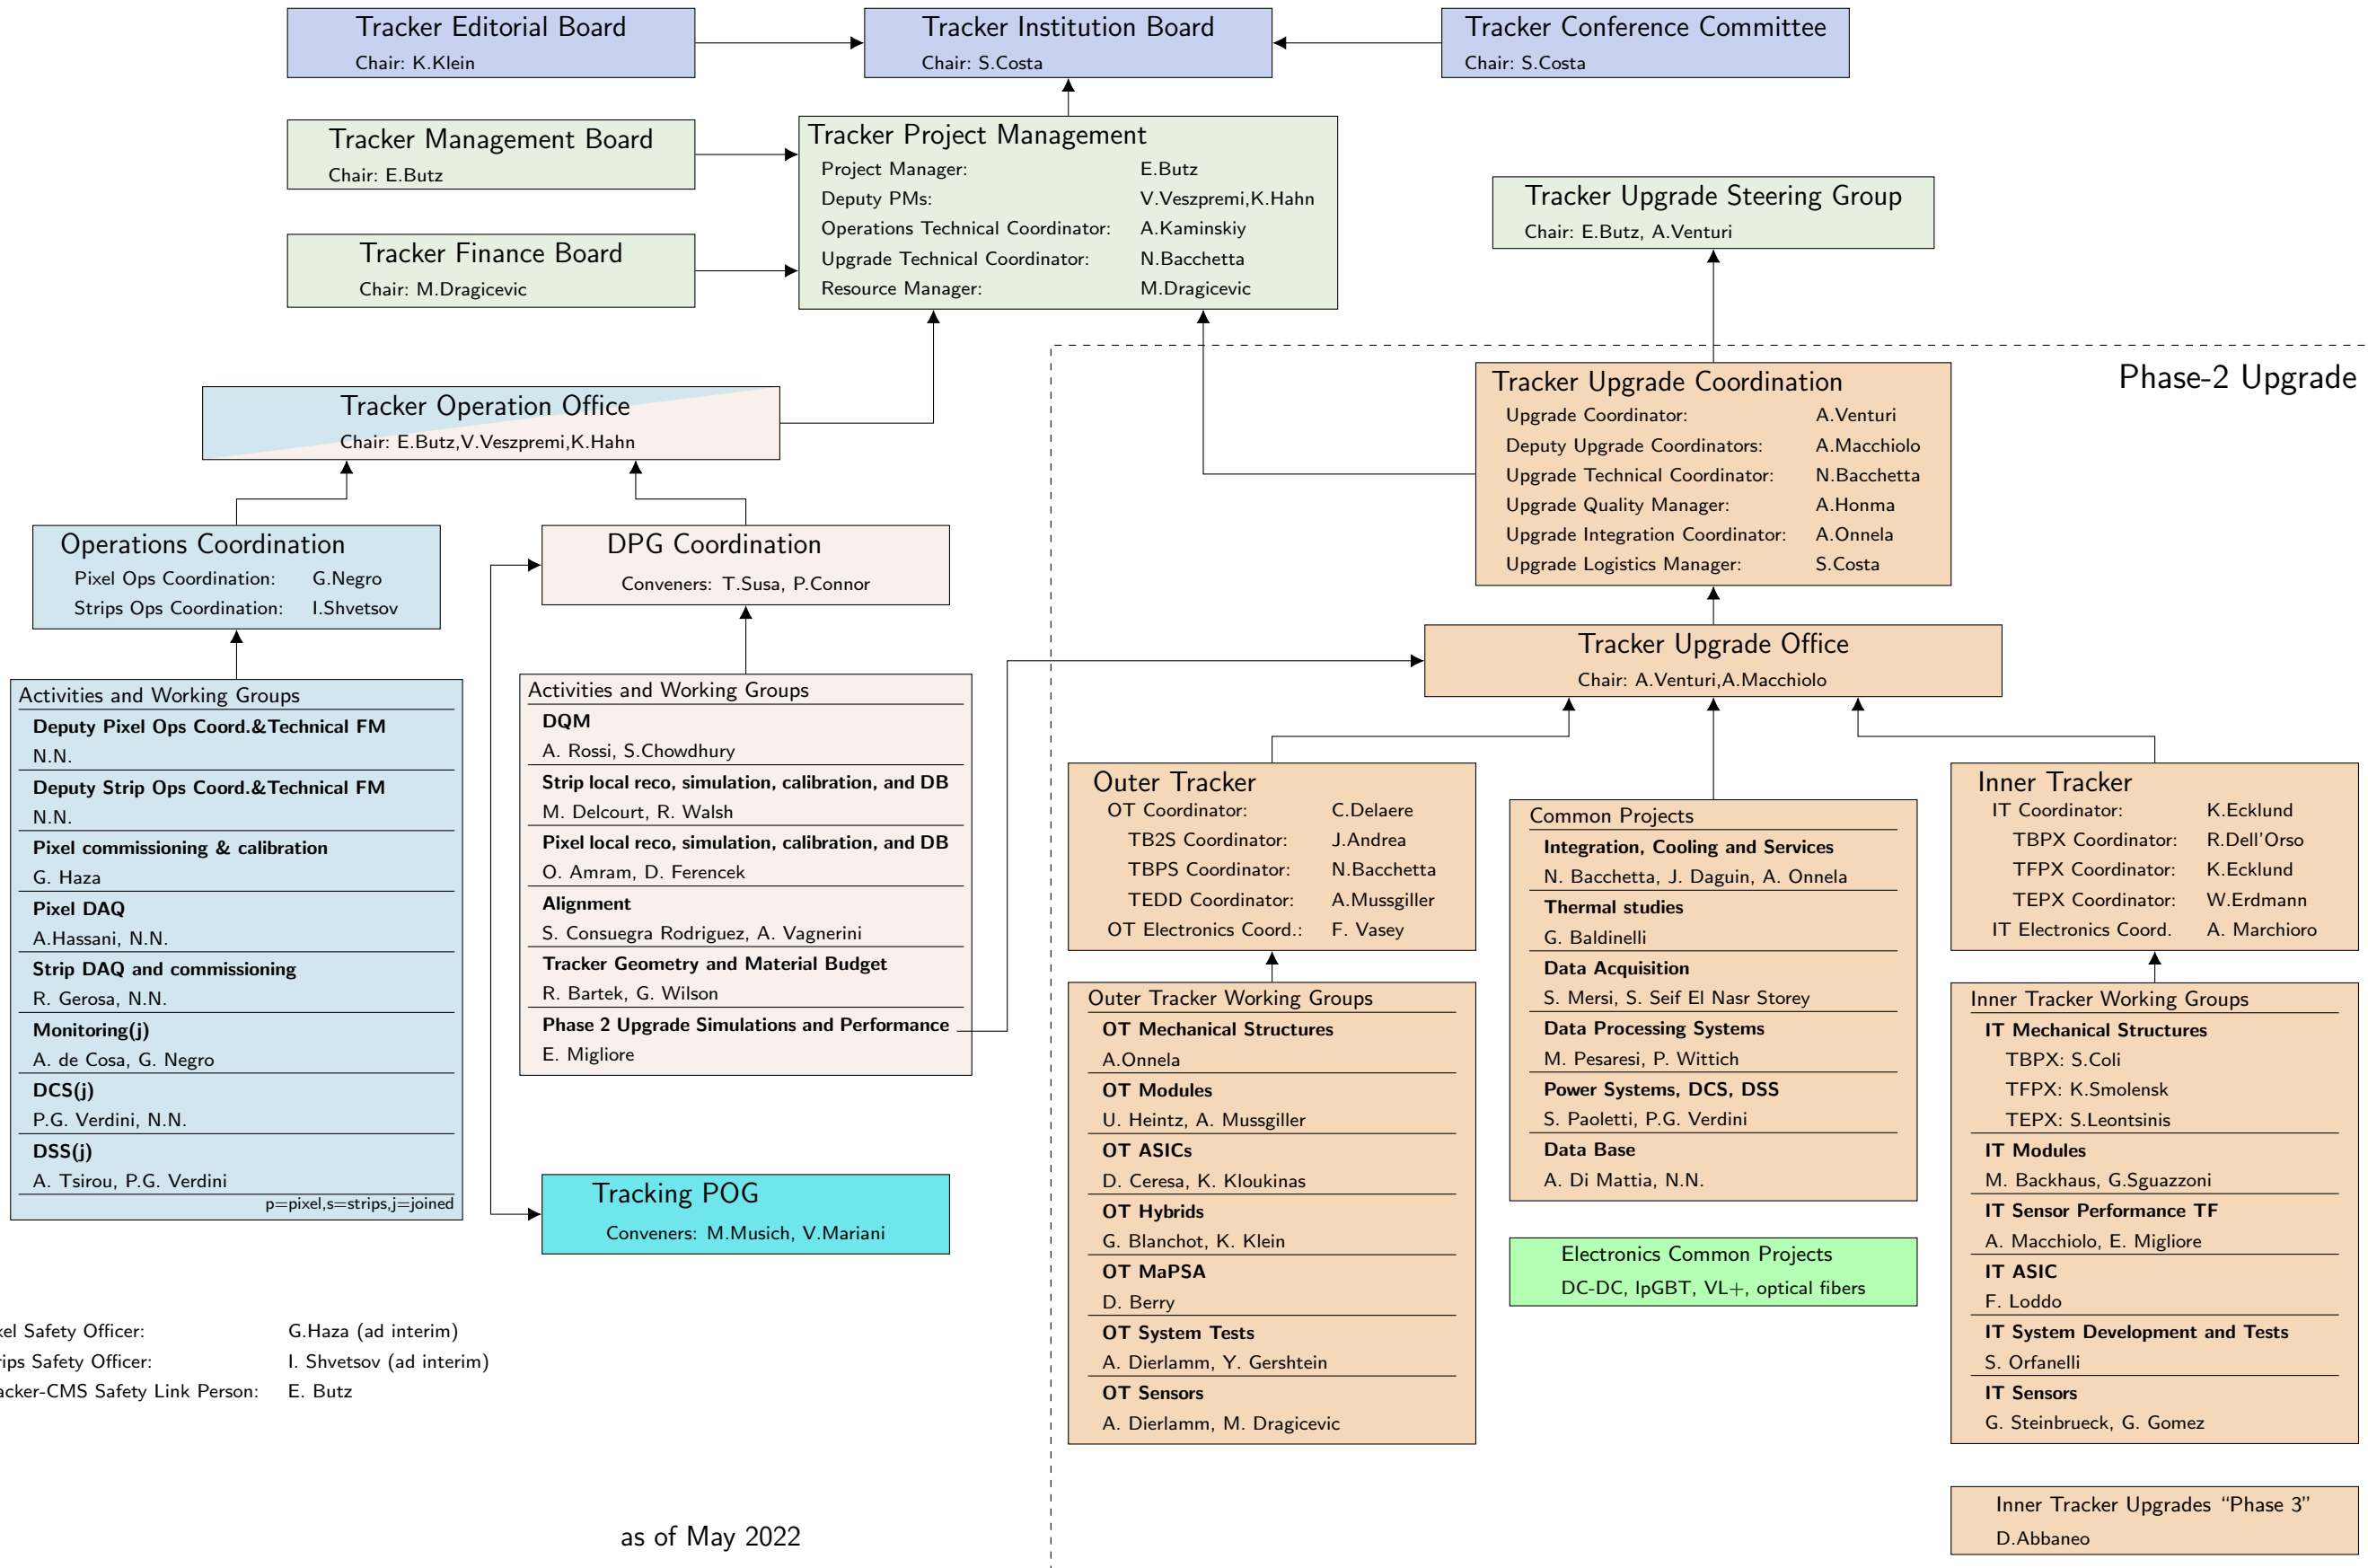 Tracker Editorial Board
Chair: K.Klein
Tracker Institution Board
Chair: S.Costa
Tracker Conference Committee
Chair: S.Costa
Tracker Management Board
Chair: E.Butz
Tracker Finance Board
Chair: M.Dragicevic
Tracker Project Management
Project Manager: E.Butz
Deputy PMs: V.Veszpremi,K.Hahn
Operations Technical Coordinator: A.Kaminskiy
Upgrade Technical Coordinator: N.Bacchetta
Resource Manager: M.Dragicevic
Tracker Upgrade Steering Group
Chair: E.Butz, A.Venturi
Phase-2 Upgrade
Tracker Operation Office
Chair: E.Butz,V.Veszpremi,K.Hahn
Tracker Upgrade Coordination
Upgrade Coordinator: A.Venturi
Deputy Upgrade Coordinators: A.Macchiolo
Upgrade Technical Coordinator: N.Bacchetta
Upgrade Quality Manager: A.Honma
Upgrade Integration Coordinator: A.Onnela
Upgrade Logistics Manager: S.Costa
Operations Coordination
Pixel Ops Coordination: G.Negro
Strips Ops Coordination: I.Shvetsov
DPG Coordination
Conveners: T.Susa, P.Connor
Tracker Upgrade Office
Chair: A.Venturi,A.Macchiolo
Activities and Working Groups
Deputy Pixel Ops Coord.&Technical FM
N.N.
Deputy Strip Ops Coord.&Technical FM
N.N.
Pixel commissioning & calibration
G. Haza
Pixel DAQ
A.Hassani, N.N.
Strip DAQ and commissioning
R. Gerosa, N.N.
Monitoring(j)
A. de Cosa, G. Negro
DCS(j)
P.G. Verdini, N.N.
DSS(j)
A. Tsirou, P.G. Verdini
p=pixel,s=strips,j=joined
Activities and Working Groups
DQM
A. Rossi, S.Chowdhury
Strip local reco, simulation, calibration, and DB
M. Delcourt, R. Walsh
Pixel local reco, simulation, calibration, and DB
O. Amram, D. Ferencek
Alignment
S. Consuegra Rodriguez, A. Vagnerini
Tracker Geometry and Material Budget
R. Bartek, G. Wilson
Phase 2 Upgrade Simulations and Performance
E. Migliore
Tracking POG
Conveners: M.Musich, V.Mariani
Outer Tracker
OT Coordinator: C.Delaere
TB2S Coordinator: J.Andrea
TBPS Coordinator: N.Bacchetta
TEDD Coordinator: A.Mussgiller
OT Electronics Coord.: F. Vasey
Outer Tracker Working Groups
OT Mechanical Structures
A.Onnela
OT Modules
U. Heintz, A. Mussgiller
OT ASICs
D. Ceresa, K. Kloukinas
OT Hybrids
G. Blanchot, K. Klein
OT MaPSA
D. Berry
OT System Tests
A. Dierlamm, Y. Gershtein
OT Sensors
A. Dierlamm, M. Dragicevic
Common Projects
Integration, Cooling and Services
N. Bacchetta, J. Daguin, A. Onnela
Thermal studies
G. Baldinelli
Data Acquisition
S. Mersi, S. Seif El Nasr Storey
Data Processing Systems
M. Pesaresi, P. Wittich
Power Systems, DCS, DSS
S. Paoletti, P.G. Verdini
Data Base
A. Di Mattia, N.N.
Electronics Common Projects
DC-DC, lpGBT, VL+, optical fibers
Inner Tracker
IT Coordinator: K.Ecklund
TBPX Coordinator: R.Dell'Orso
TFPX Coordinator: K.Ecklund
TEPX Coordinator: W.Erdmann
IT Electronics Coord. A. Marchioro
Inner Tracker Working Groups
IT Mechanical Structures
TBPX: S.Coli
TFPX: K.Smolensk
TEPX: S.Leontsinis
IT Modules
M. Backhaus, G.Sguazzoni
IT Sensor Performance TF
A. Macchiolo, E. Migliore
IT ASIC
F. Loddo
IT System Development and Tests
S. Orfanelli
IT Sensors
G. Steinbrueck, G. Gomez
Inner Tracker Upgrades “Phase 3”
D.Abbaneo
Safety Officer: G.Haza (ad interim)
Safety Officer: I. Shvetsov (ad interim)
Safety Link Person: E. Butz
as of May 2022